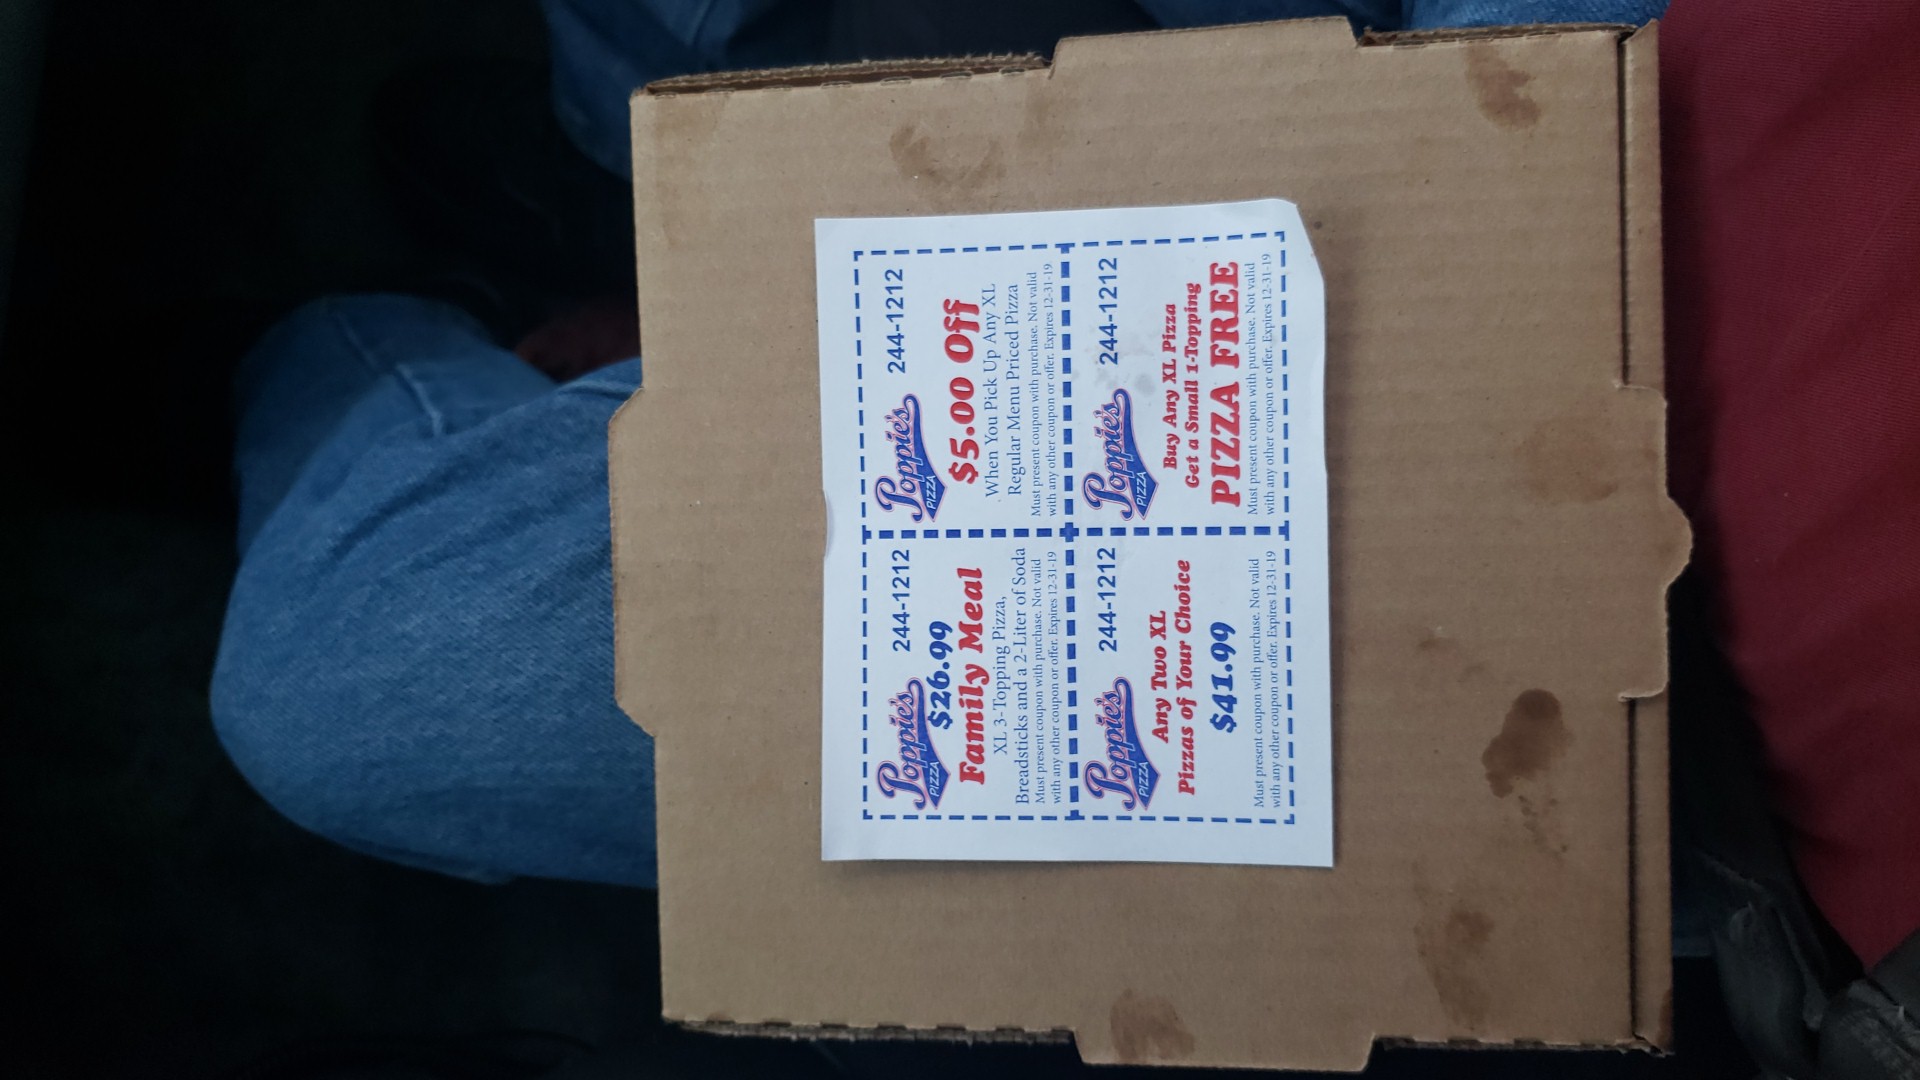 Poppie's
PIZZA
244-1212
$26.99
Family Meal
XL 3-Topping Pizza,
Breadsticks and a 2-Liter of Soda
Must present coupon with purchase. Not valid
with any other coupon or offer. Expires 12-31-19
Poppie's
PIZZA
244-1212
$5.00 Off
When You Pick Up Any XL
Regular Menu Priced Pizza
Must present coupon with purchase. Not valid
with any other coupon or offer. Expires 12-31-19
Poppie's
PIZZA
244-1212
Any Two XL
Pizzas of Your Choice
$41.99
Must present coupon with purchase. Not valid
with any other coupon or offer. Expires 12-31-19
Poppie's
PIZZA
244-1212
Buy Any XL Pizza
Get a Small 1-Topping
PIZZA FREE
Must present coupon with purchase. Not valid
with any other coupon or offer. Expires 12-31-19